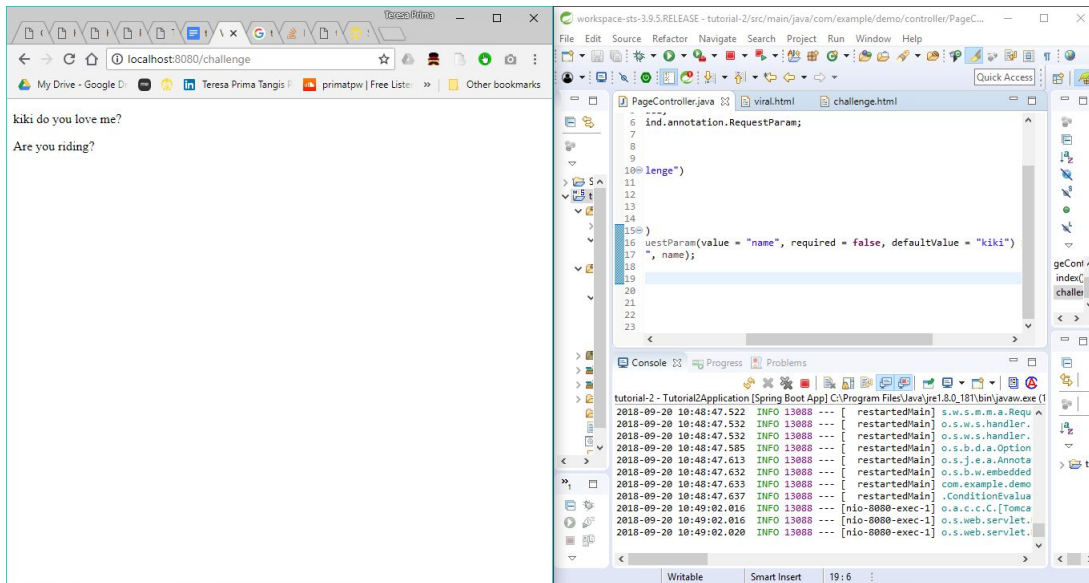 Teresa Prima
localhost:8080/challenge
My Drive - Google D
Teresa Prima Tangis P
primatpw | Free Liste
»
Other bookmarks
kiki do you love me?
Are you riding?
workspace-sts-3.9.5.RELEASE - tutorial-2/src/main/java/com/example/demo/controller/PageC...
File Edit Source Refactor Navigate Search Project Run Window Help
Quick Access
PageController.java
viral.html
challenge.html
6 ind.annotation.RequestParam;
7
8
9
10 lenge")
11
12
13
14
15 )
16 uestParam(value = "name", required = false, defaultValue = "kiki")
17 ", name);
18
19
20
21
22
23
geCont
index(
challe
Console Progress Problems
tutorial-2 - Tutorial2Application [Spring Boot App] C:\Program Files\Java\jre1.8.0_181\bin\javaw.exe (1
2018-09-20 10:48:47.522 INFO 13088 --- [ restartedMain] s.w.s.m.m.a.Requ
2018-09-20 10:48:47.532 INFO 13088 --- [ restartedMain] o.s.w.s.handler.
2018-09-20 10:48:47.532 INFO 13088 --- [ restartedMain] o.s.w.s.handler.
2018-09-20 10:48:47.585 INFO 13088 --- [ restartedMain] o.s.b.d.a.Option
2018-09-20 10:48:47.613 INFO 13088 --- [ restartedMain] o.s.j.e.a.Annota
2018-09-20 10:48:47.632 INFO 13088 --- [ restartedMain] o.s.b.w.embedded
2018-09-20 10:48:47.633 INFO 13088 --- [ restartedMain] com.example.demo
2018-09-20 10:48:47.637 INFO 13088 --- [ restartedMain] .ConditionEvalua
2018-09-20 10:49:02.016 INFO 13088 --- [nio-8080-exec-1] o.a.c.c.C.[Tomca
2018-09-20 10:49:02.016 INFO 13088 --- [nio-8080-exec-1] o.s.web.servlet.
2018-09-20 10:49:02.020 INFO 13088 --- [nio-8080-exec-1] o.s.web.servlet.
Writable Smart Insert 19 : 6